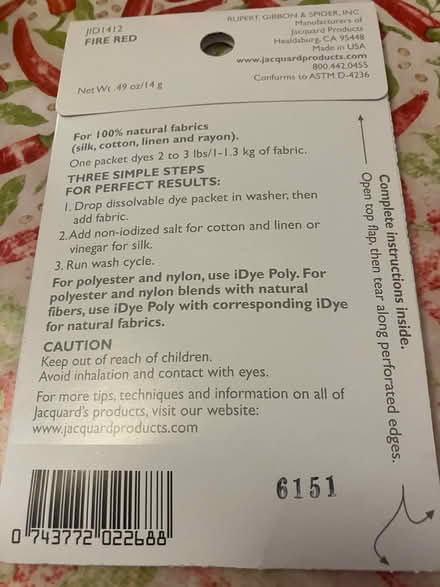 JID1412
FIRE RED
Net Wt .49 oz/14 g
RUPERT, GIBBON & SPIDER, INC
Manufacturers of
Jacquard Products
Healdsburg, CA 95448
Made in USA
www.jacquardproducts.com
800.442.0455
Conforms to ASTM D-4236
For 100% natural fabrics
(silk, cotton, linen and rayon).
One packet dyes 2 to 3 lbs/1-1.3 kg of fabric.
THREE SIMPLE STEPS
FOR PERFECT RESULTS:
1. Drop dissolvable dye packet in washer, then
add fabric.
2. Add non-iodized salt for cotton and linen or
vinegar for silk.
3. Run wash cycle.
For polyester and nylon, use iDye Poly. For
polyester and nylon blends with natural
fibers, use iDye Poly with corresponding iDye
for natural fabrics.
CAUTION
Keep out of reach of children.
Avoid inhalation and contact with eyes.
For more tips, techniques and information on all of
Jacquard's products, visit our website:
www.jacquardproducts.com
Complete instructions inside.
Open top flap, then tear along perforated edges.
6151
0 743772 022688